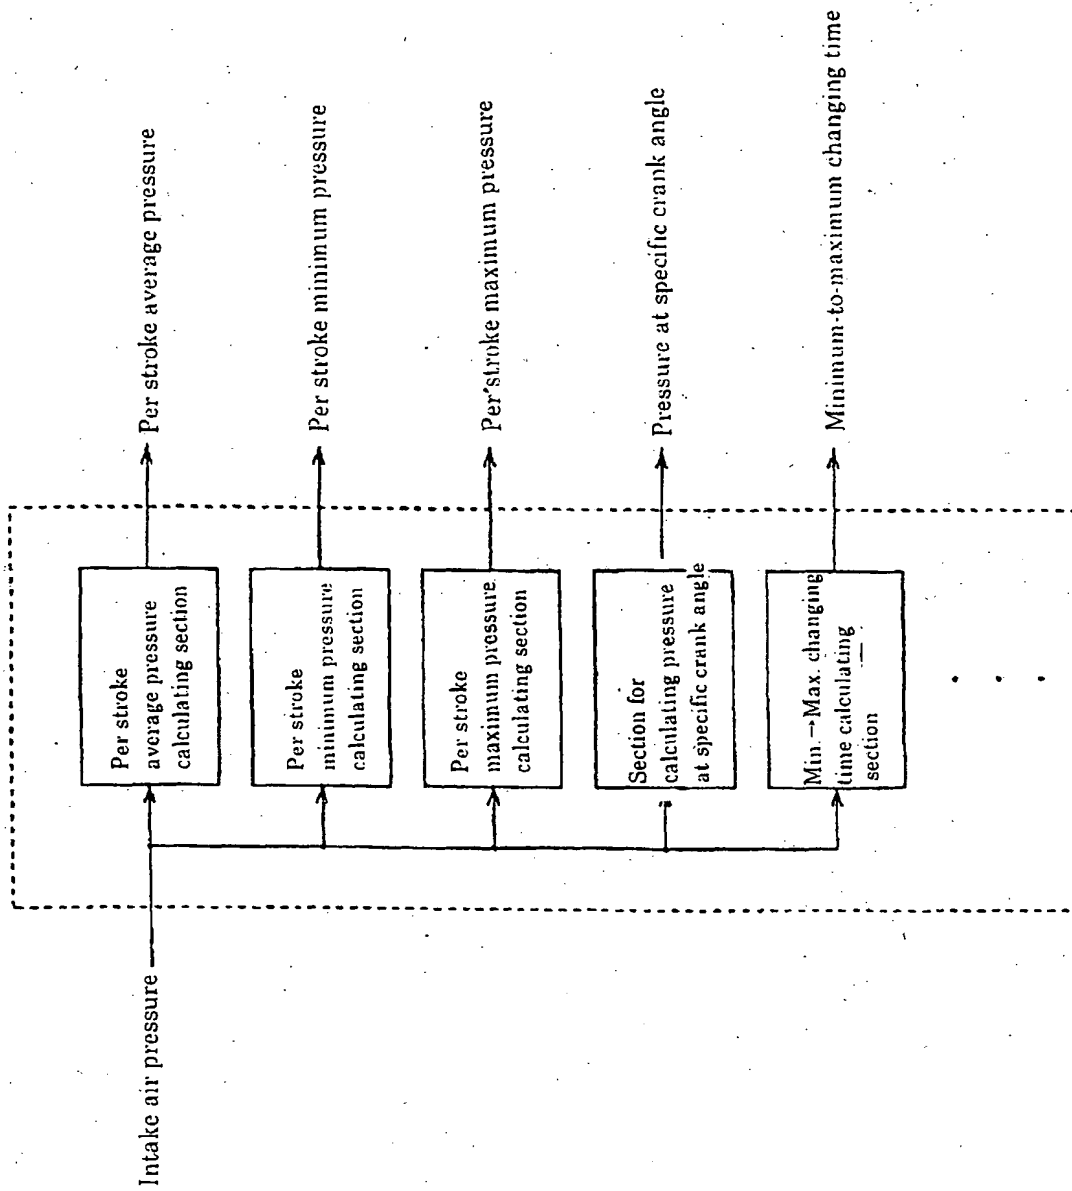 Intake air pressure
Per stroke
average pressure
calculating section
Per stroke average pressure
Per stroke
minimum pressure
calculating section
Per stroke minimum pressure
Per stroke
maximum pressure
calculating section
Per stroke maximum pressure
Section for
calculating pressure
at specific crank angle
Pressure at specific crank angle
Min.→Max. changing
time calculating
section
Minimum-to-maximum changing time